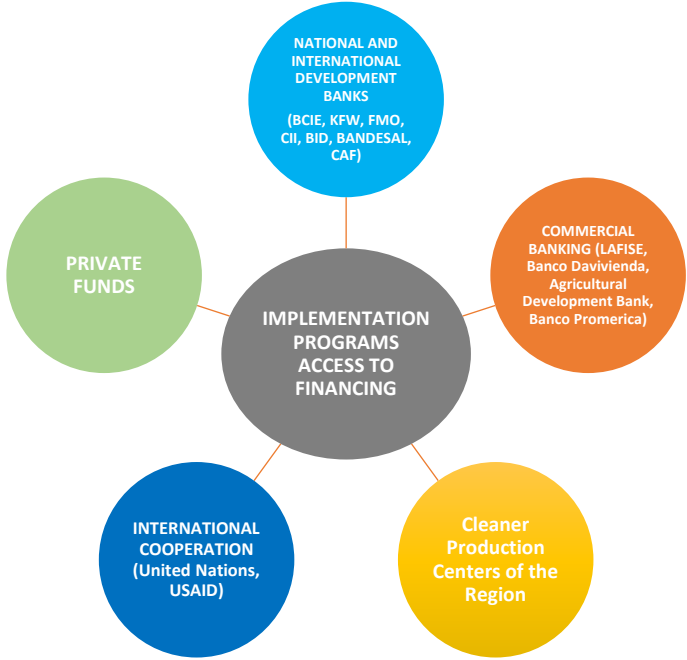 NATIONAL AND
INTERNATIONAL
DEVELOPMENT
BANKS
(BCIE, KFW, FMO,
CII, BID, BANDESAL,
CAF)
COMMERCIAL
BANKING (LAFISE,
Banco Davivienda,
Agricultural
Development Bank,
Banco Promerica)
PRIVATE
FUNDS
IMPLEMENTATION
PROGRAMS
ACCESS TO
FINANCING
INTERNATIONAL
COOPERATION
(United Nations,
USAID)
Cleaner
Production
Centers of the
Region